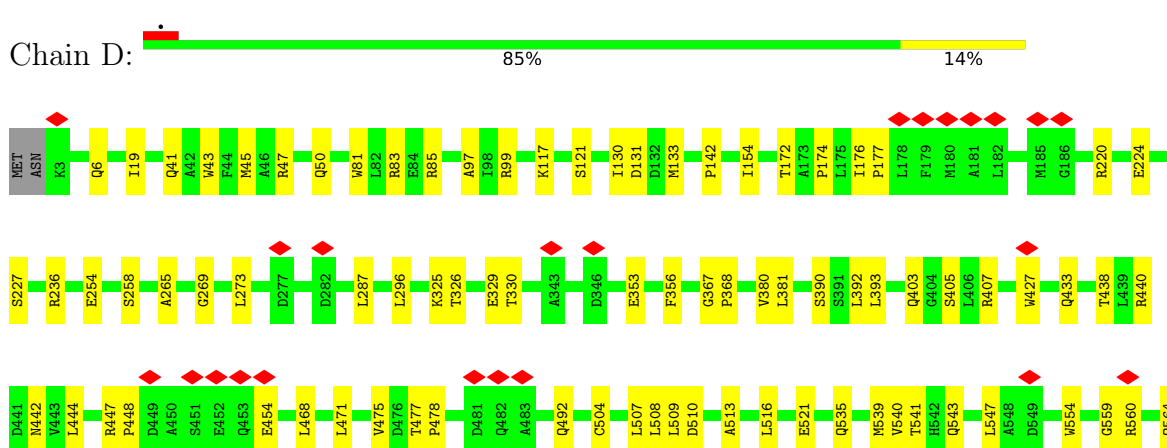 Chain D:
85% 14%
MET ASN K3 Q6 I19 Q41 A42 W43 F44 M45 A46 R47 Q50 W81 L82 R83 E84 R85 A97 I98 R99 K117 S121 I130 D131 D132 M133 P142 I154 T172 A173 P174 L175 I176 P177 L178 F179 M180 A181 L182 M185 G186 R220 E224
S227 R236 E254 S258 A265 G269 L273 D277 D282 L287 L296 K325 T326 E329 T330 A343 D346 E353 F356 G367 P368 V380 L381 S390 S391 L392 L393 Q403 G404 S405 L406 R407 W427 Q433 T438 L439 R440
D441 N442 V443 L444 R447 P448 D449 A450 S451 E452 Q453 E454 L468 L471 V475 D476 T477 P478 D481 Q482 A483 Q492 C504 L507 L508 L509 D510 A513 L516 E521 Q535 M539 V540 T541 H542 Q543 L547 A548 D549 W554 G559 R560